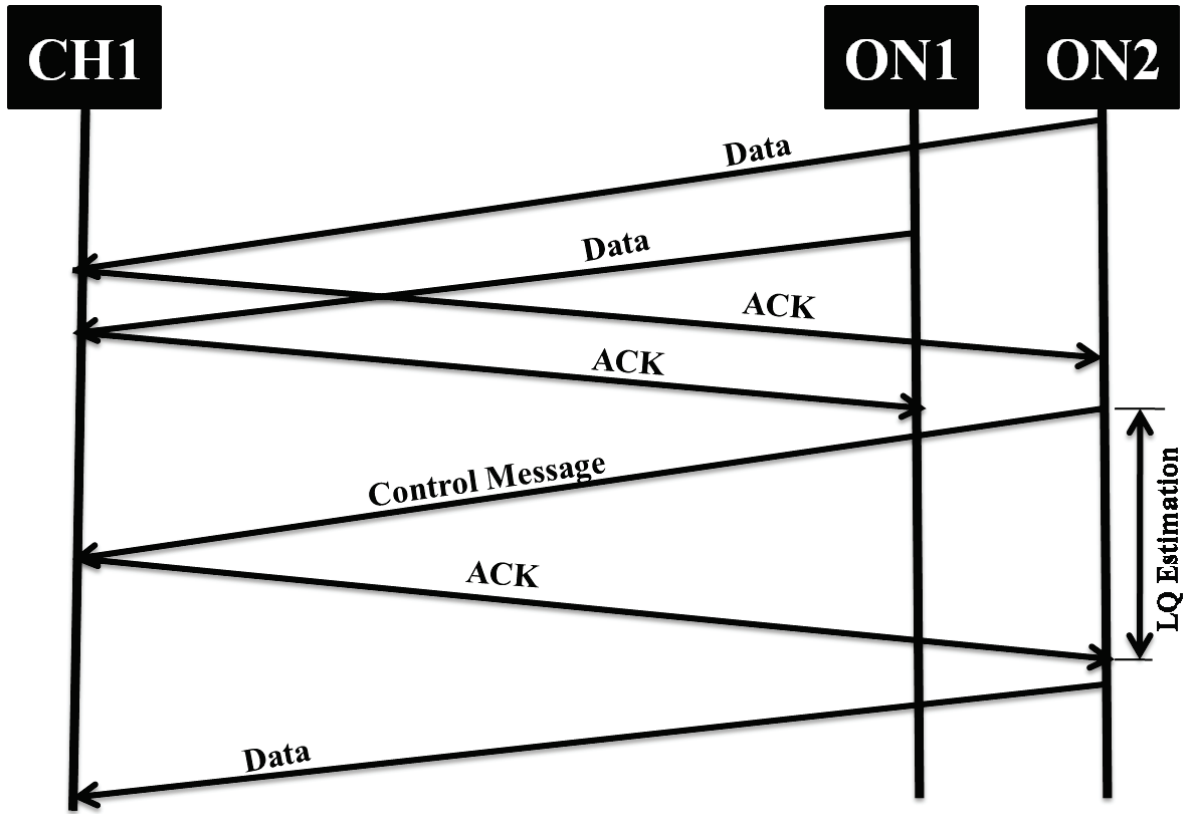 CH1
ON1
ON2
Data
Data
ACK
ACK
Control Message
LQ Estimation
ACK
Data